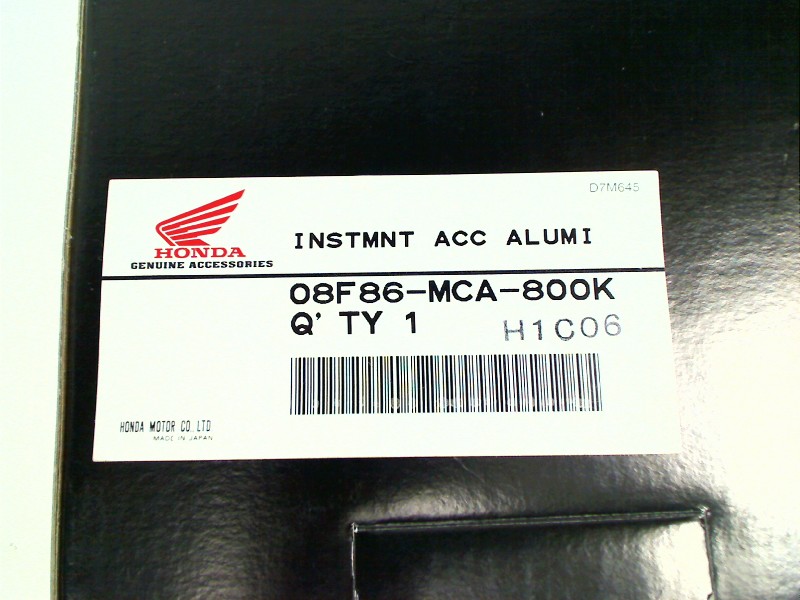 D7M645
HONDA
GENUINE ACCESSORIES
INSTMNT ACC ALUMI
08F86-MCA-800K
Q' TY 1
H1C06
HONDA MOTOR CO., LTD
MADE IN JAPAN